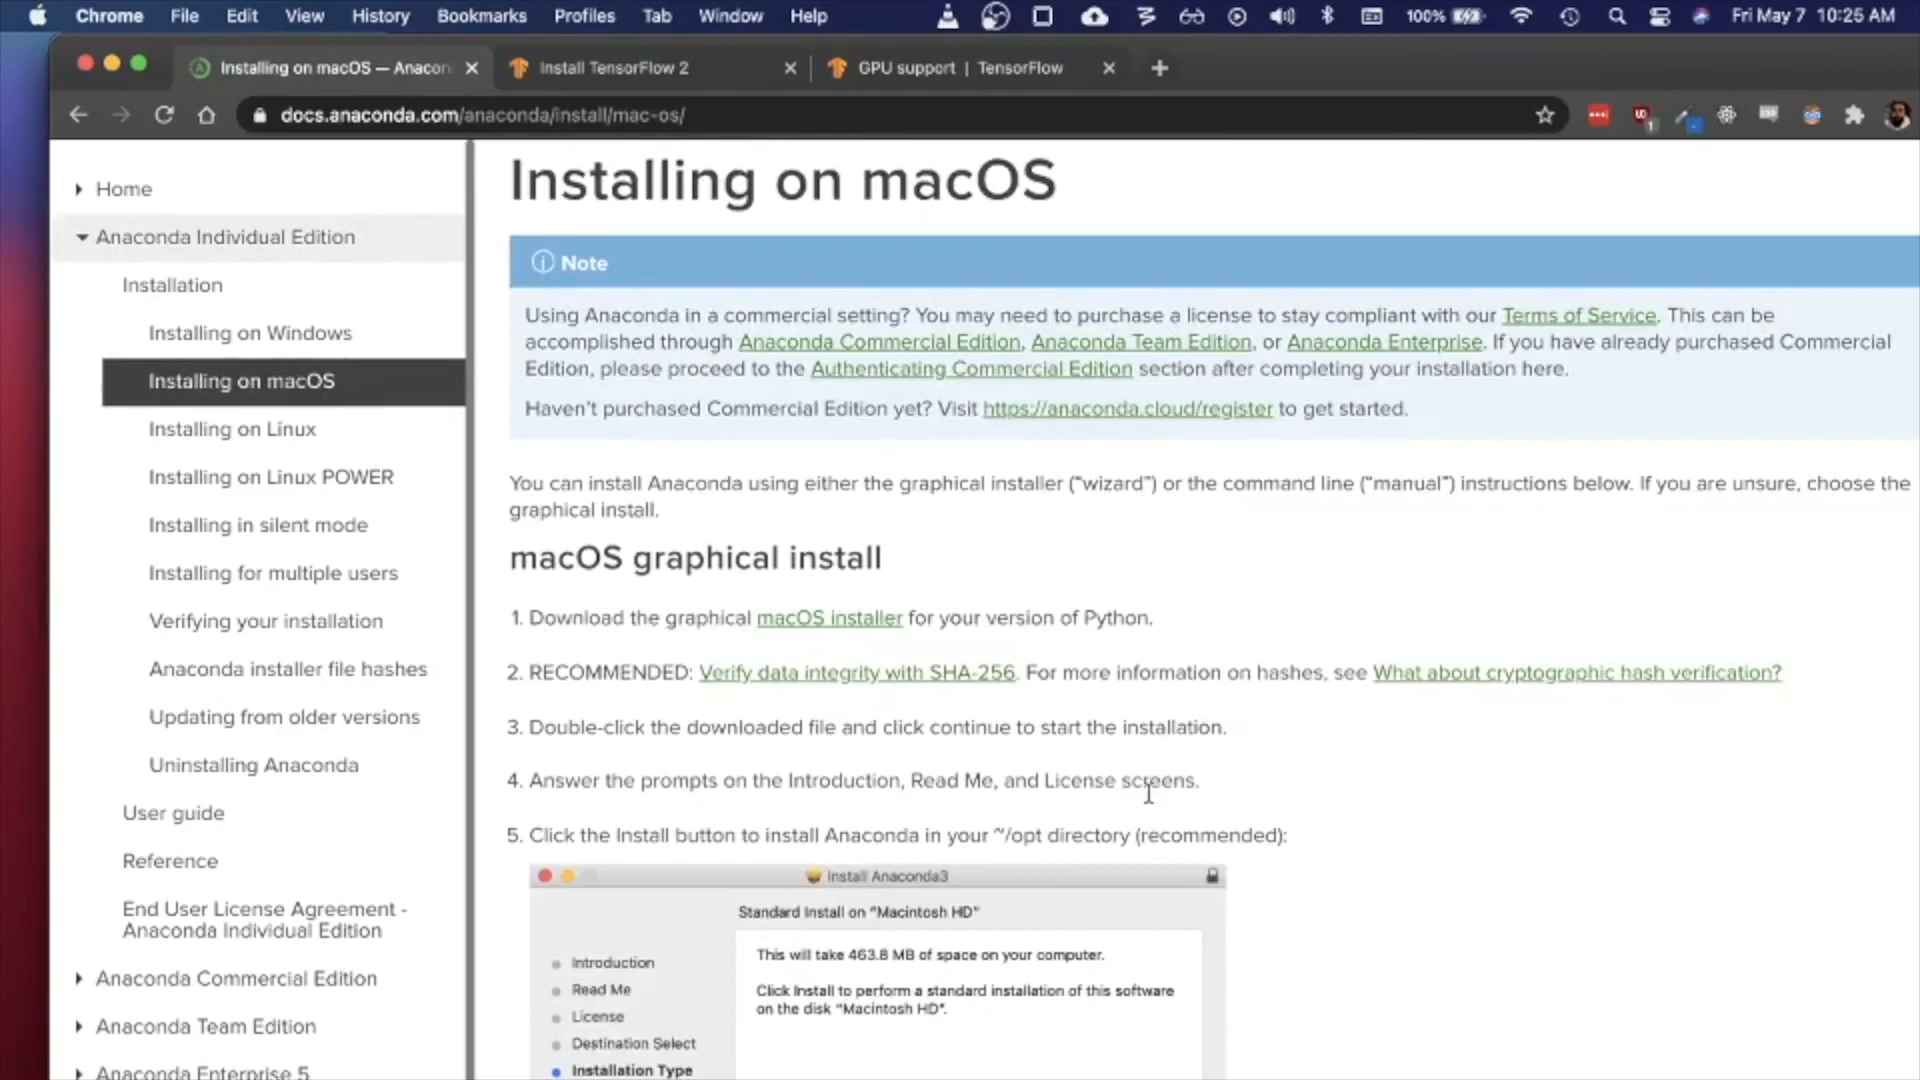 Chrome File Edit View History Bookmarks Profiles Tab Window Help 100% Fri May 7 10:25 AM
Installing on macOS — Anacon Install TensorFlow 2 GPU support | TensorFlow
docs.anaconda.com/anaconda/install/mac-os/
Home
Anaconda Individual Edition
Installation
Installing on Windows
Installing on macOS
Installing on Linux
Installing on Linux POWER
Installing in silent mode
Installing for multiple users
Verifying your installation
Anaconda installer file hashes
Updating from older versions
Uninstalling Anaconda
User guide
Reference
End User License Agreement -
Anaconda Individual Edition
Anaconda Commercial Edition
Anaconda Team Edition
Anaconda Enterprise 5
Installing on macOS
Note
Using Anaconda in a commercial setting? You may need to purchase a license to stay compliant with our Terms of Service. This can be
accomplished through Anaconda Commercial Edition, Anaconda Team Edition, or Anaconda Enterprise. If you have already purchased Commercial
Edition, please proceed to the Authenticating Commercial Edition section after completing your installation here.
Haven't purchased Commercial Edition yet? Visit https://anaconda.cloud/register to get started.
You can install Anaconda using either the graphical installer (“wizard”) or the command line (“manual”) instructions below. If you are unsure, choose the
graphical install.
macOS graphical install
1. Download the graphical macOS installer for your version of Python.
2. RECOMMENDED: Verify data integrity with SHA-256. For more information on hashes, see What about cryptographic hash verification?
3. Double-click the downloaded file and click continue to start the installation.
4. Answer the prompts on the Introduction, Read Me, and License screens.
5. Click the Install button to install Anaconda in your ~/opt directory (recommended):
Install Anaconda3
Standard Install on "Macintosh HD"
Introduction
Read Me
License
Destination Select
Installation Type
This will take 463.8 MB of space on your computer.
Click Install to perform a standard installation of this software
on the disk "Macintosh HD".